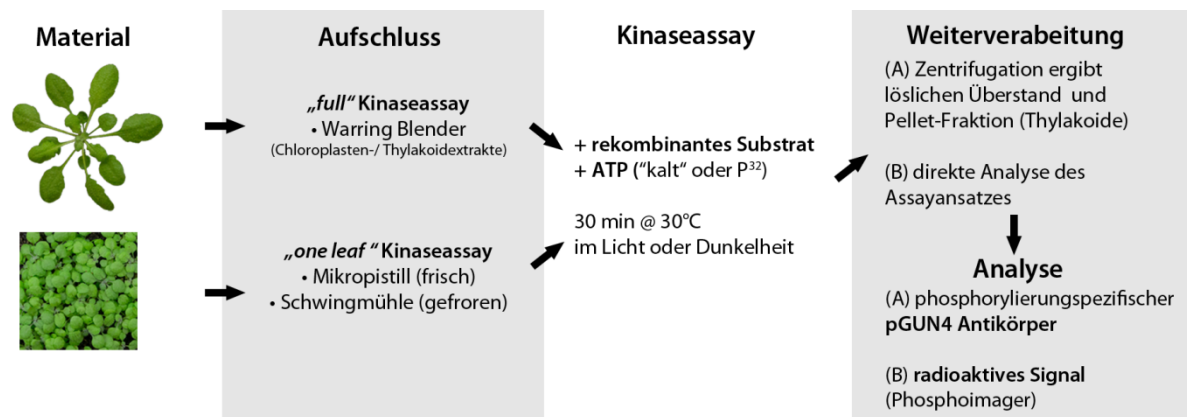 Material
Aufschluss
„full“ Kinaseassay
• Warring Blender
(Chloroplasten-/ Thylakoidextrakte)
„one leaf “ Kinaseassay
• Mikropistill (frisch)
• Schwingmühle (gefroren)
Kinaseassay
+ rekombinantes Substrat
+ ATP (“kalt“ oder P³²)
30 min @ 30°C
im Licht oder Dunkelheit
Weiterverabeitung
(A) Zentrifugation ergibt
löslichen Überstand und
Pellet-Fraktion (Thylakoide)
(B) direkte Analyse des
Assayansatzes
Analyse
(A) phosphorylierungspezifischer
pGUN4 Antikörper
(B) radioaktives Signal
(Phosphoimager)